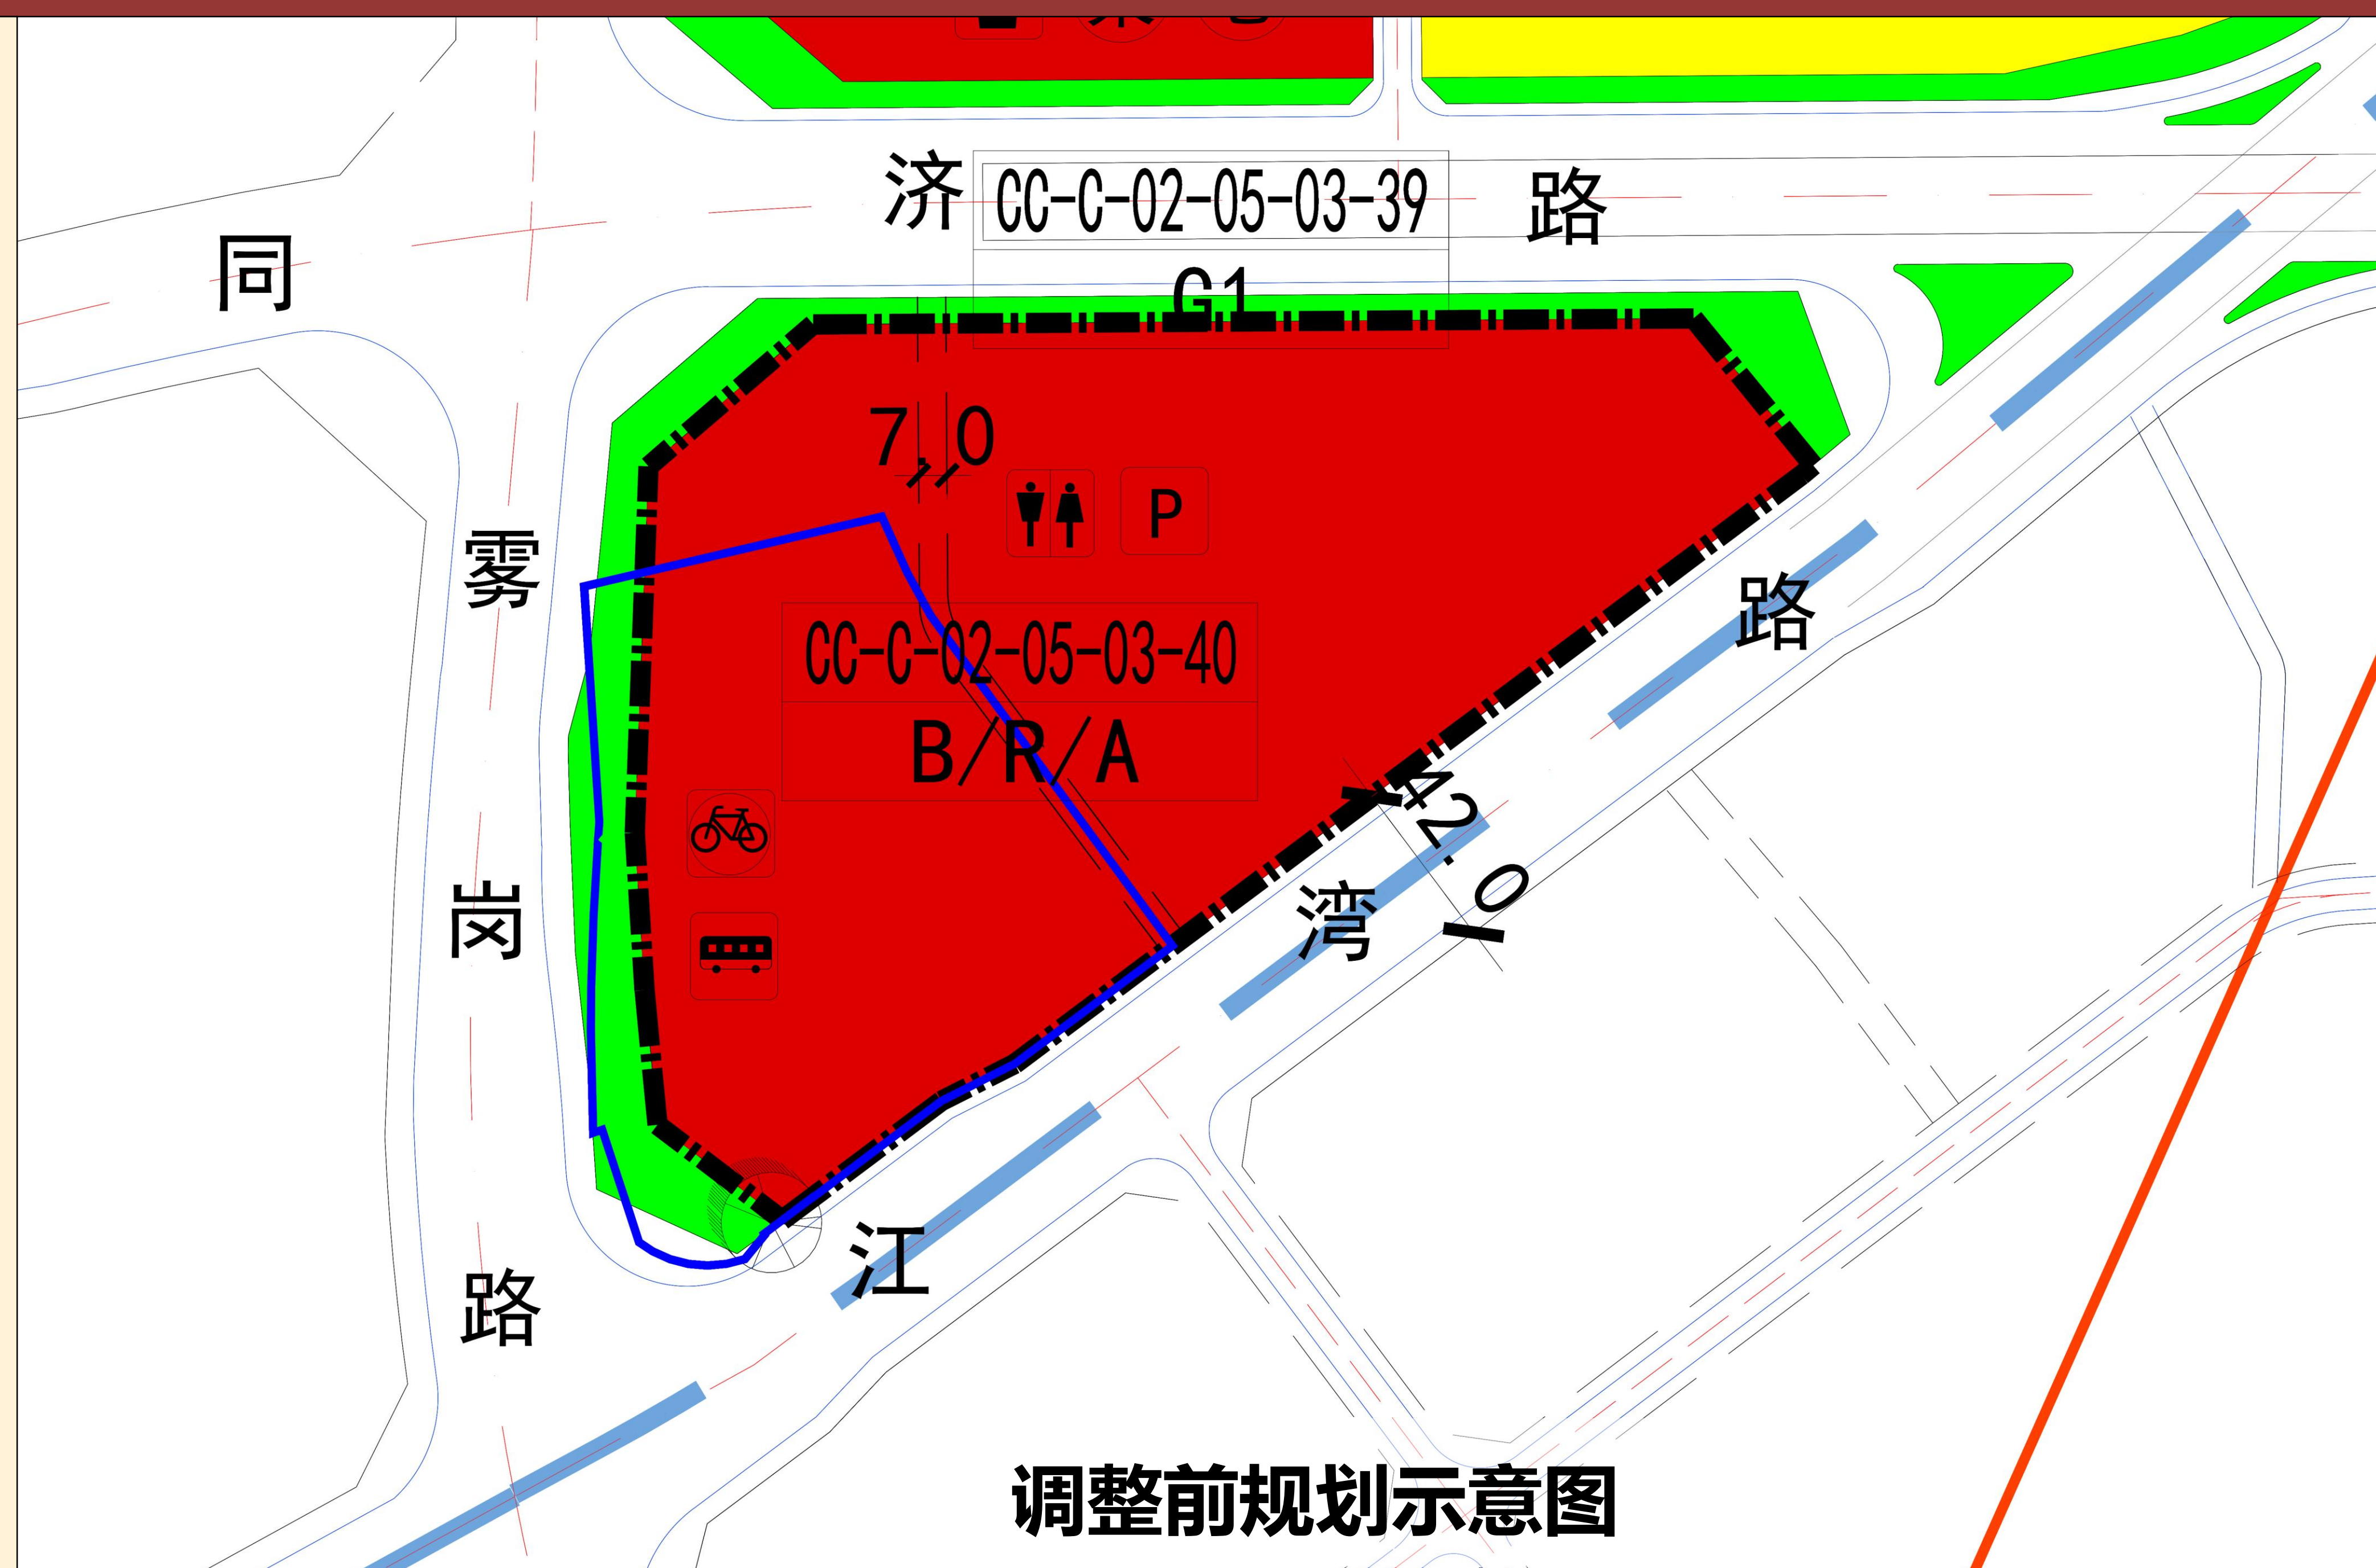 同济路
CC-C-02-05-03-39
G1
7.0
P
CC-C-02-05-03-40
B/R/A
雾岗路
江湾路
42.0
调整前规划示意图